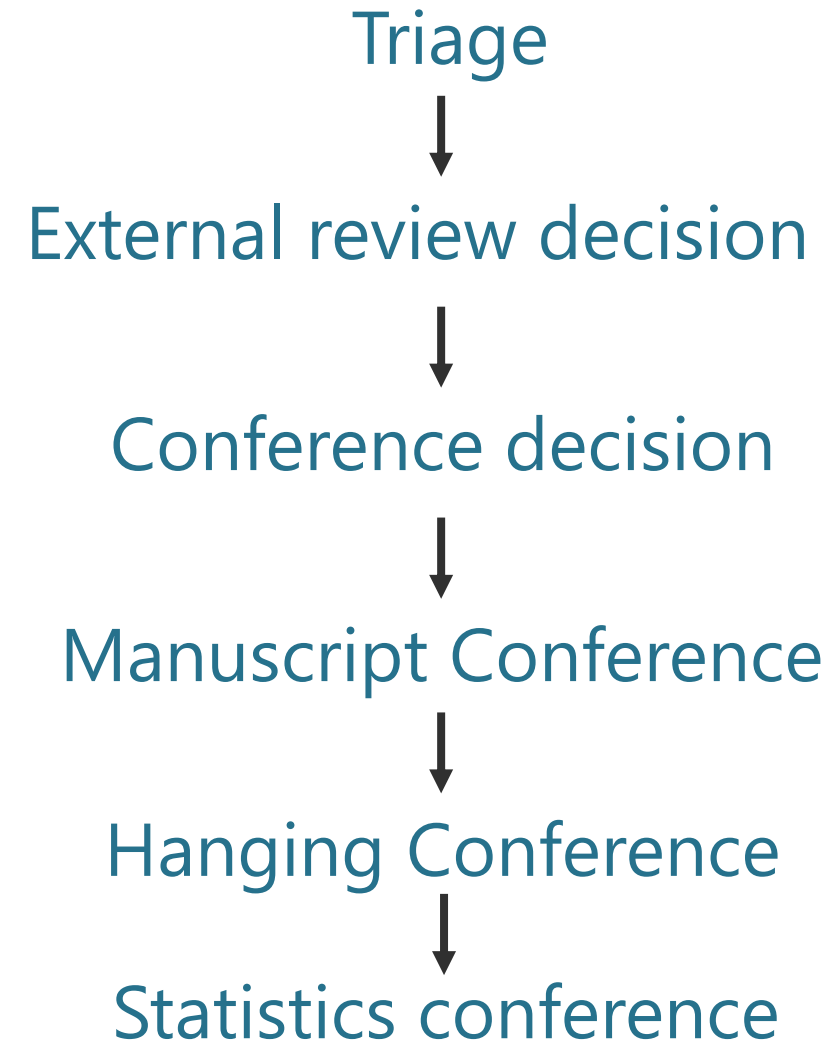 Triage
External review decision
Conference decision
Manuscript Conference
Hanging Conference
Statistics conference